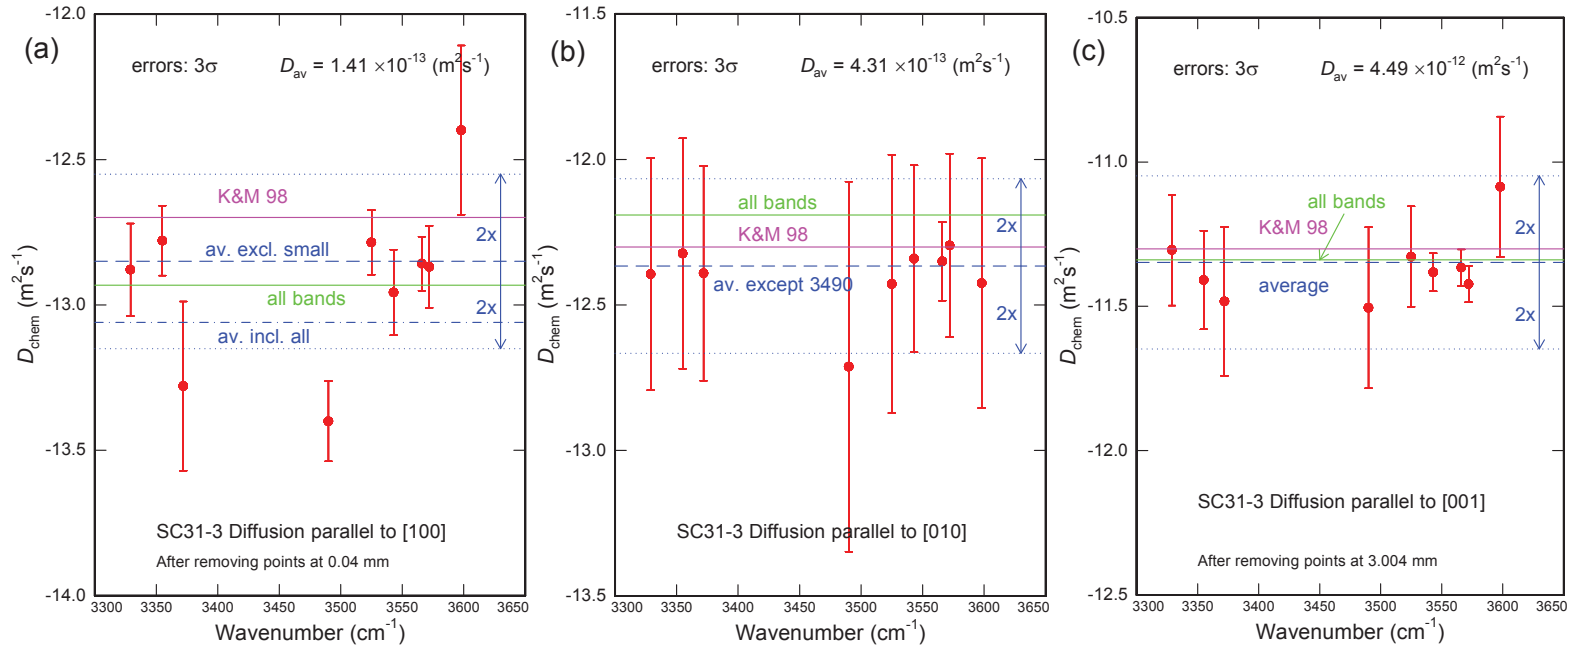 (a)
errors: 3σ
D_av = 1.41 ×10^-13 (m^2s^-1)
K&M 98
2x
av. excl. small
all bands
2x
av. incl. all
SC31-3 Diffusion parallel to [100]
After removing points at 0.04 mm
-12.0
-12.5
-13.0
-13.5
-14.0
D_chem (m^2s^-1)
3300 3350 3400 3450 3500 3550 3600 3650
Wavenumber (cm^-1)
(b)
errors: 3σ
D_av = 4.31 ×10^-13 (m^2s^-1)
all bands
2x
K&M 98
av. except 3490
2x
SC31-3 Diffusion parallel to [010]
-11.5
-12.0
-12.5
-13.0
-13.5
D_chem (m^2s^-1)
3300 3350 3400 3450 3500 3550 3600 3650
Wavenumber (cm^-1)
(c)
errors: 3σ
D_av = 4.49 ×10^-12 (m^2s^-1)
all bands
K&M 98
2x
average
2x
SC31-3 Diffusion parallel to [001]
After removing points at 3.004 mm
-10.5
-11.0
-11.5
-12.0
-12.5
D_chem (m^2s^-1)
3300 3350 3400 3450 3500 3550 3600 3650
Wavenumber (cm^-1)